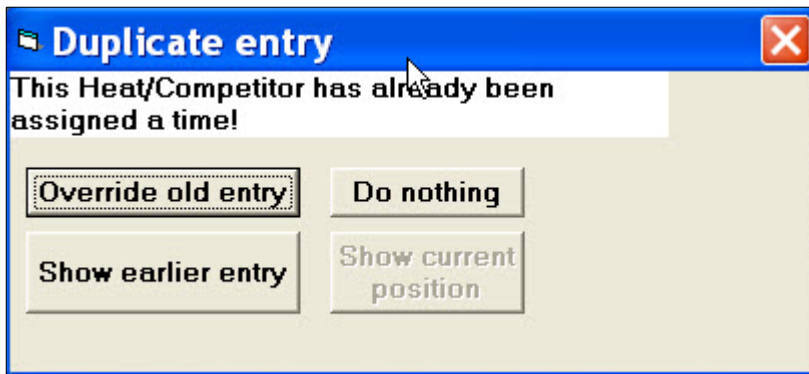 Duplicate entry
This Heat/Competitor has already been
assigned a time!
Override old entry
Do nothing
Show earlier entry
Show current
position